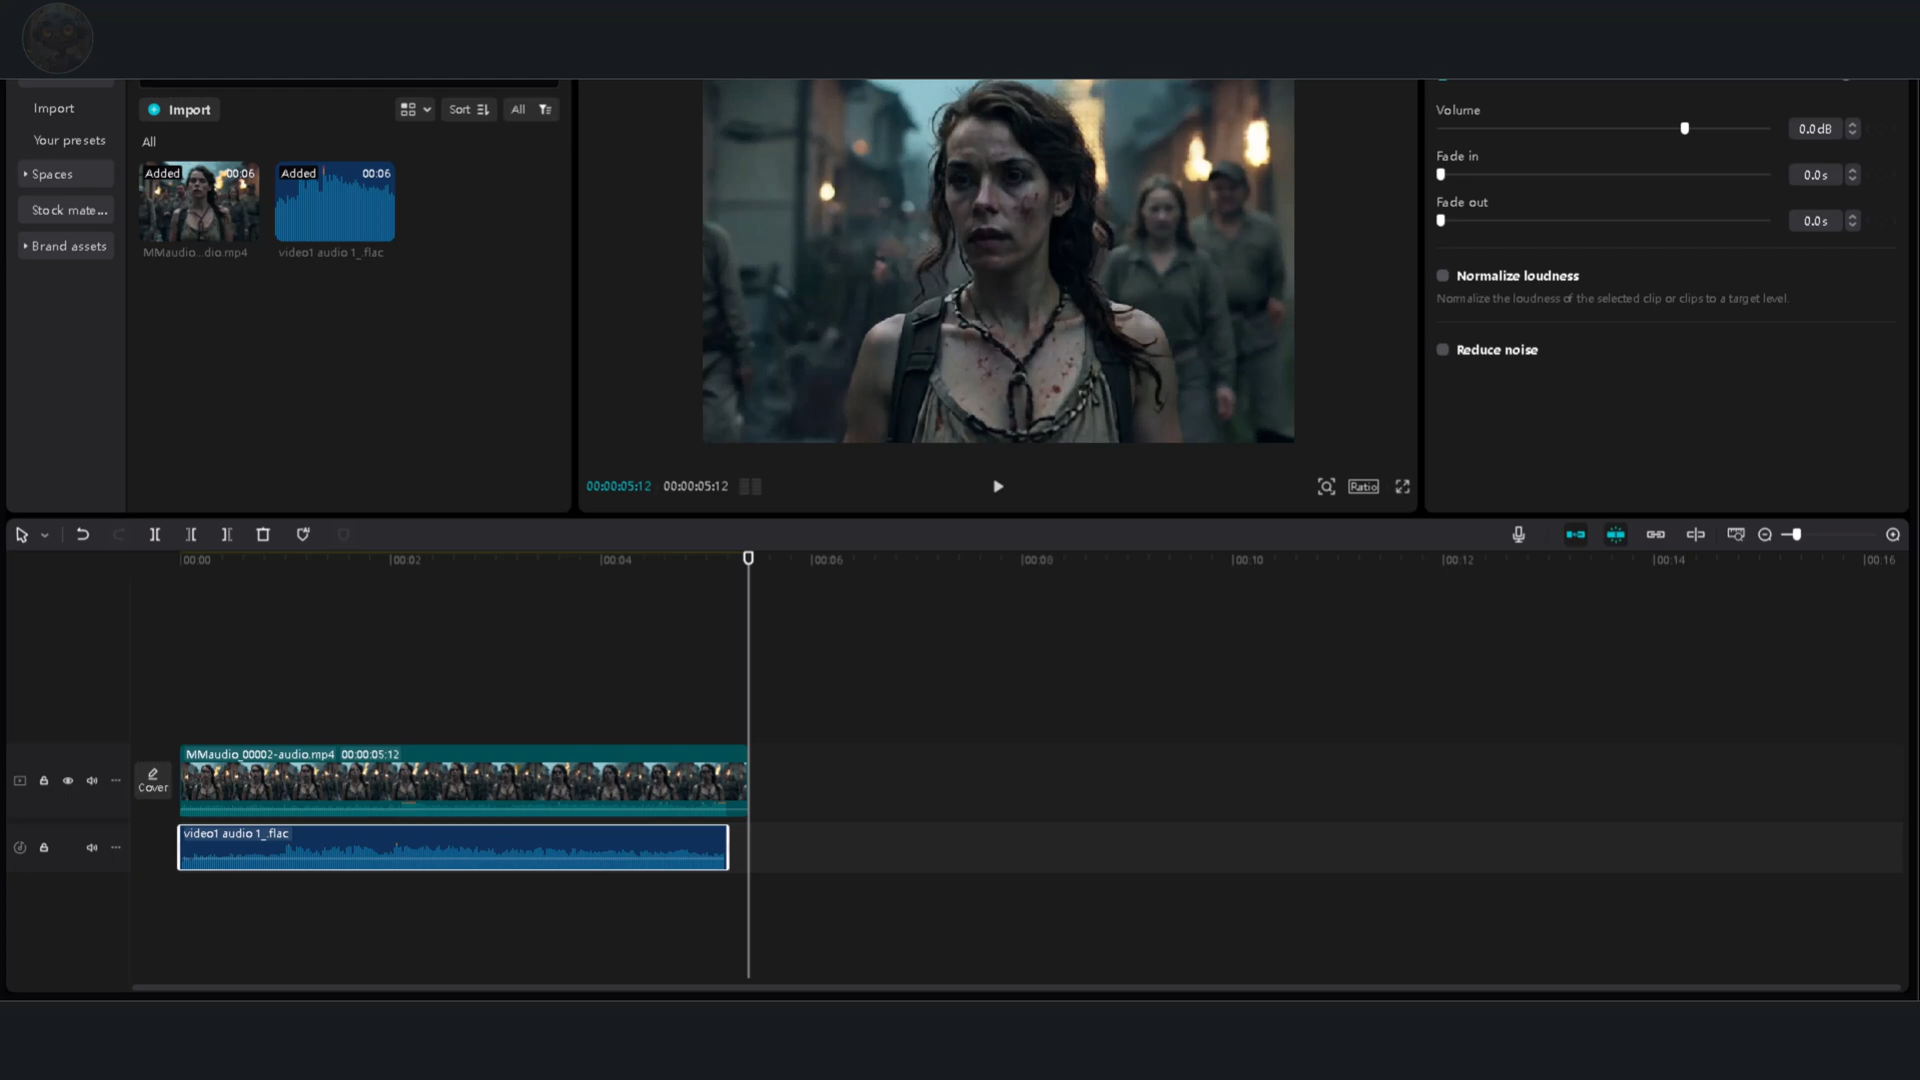 Import
Your presets
Spaces
Stock mate...
Brand assets
Import
Sort
All
All
Added
00:06
MMaudio...dio.mp4
Added
00:06
video1 audio 1_.flac
00:00:05:12
00:00:05:12
Ratio
Volume
0.0dB
Fade in
0.0s
Fade out
0.0s
Normalize loudness
Normalize the loudness of the selected clip or clips to a target level.
Reduce noise
00:00
00:02
00:04
00:06
00:08
00:10
00:12
00:14
00:16
Cover
MMaudio_00002-audio.mp4 00:00:05:12
video1 audio 1_.flac